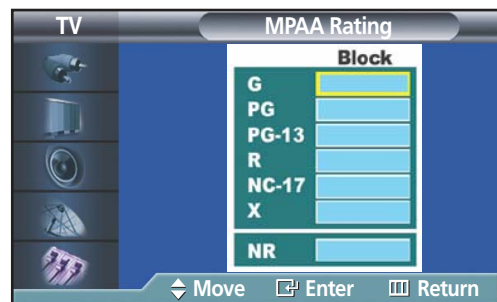 TV MPAA Rating
Block
G
PG
PG-13
R
NC-17
X
NR
Move Enter Return